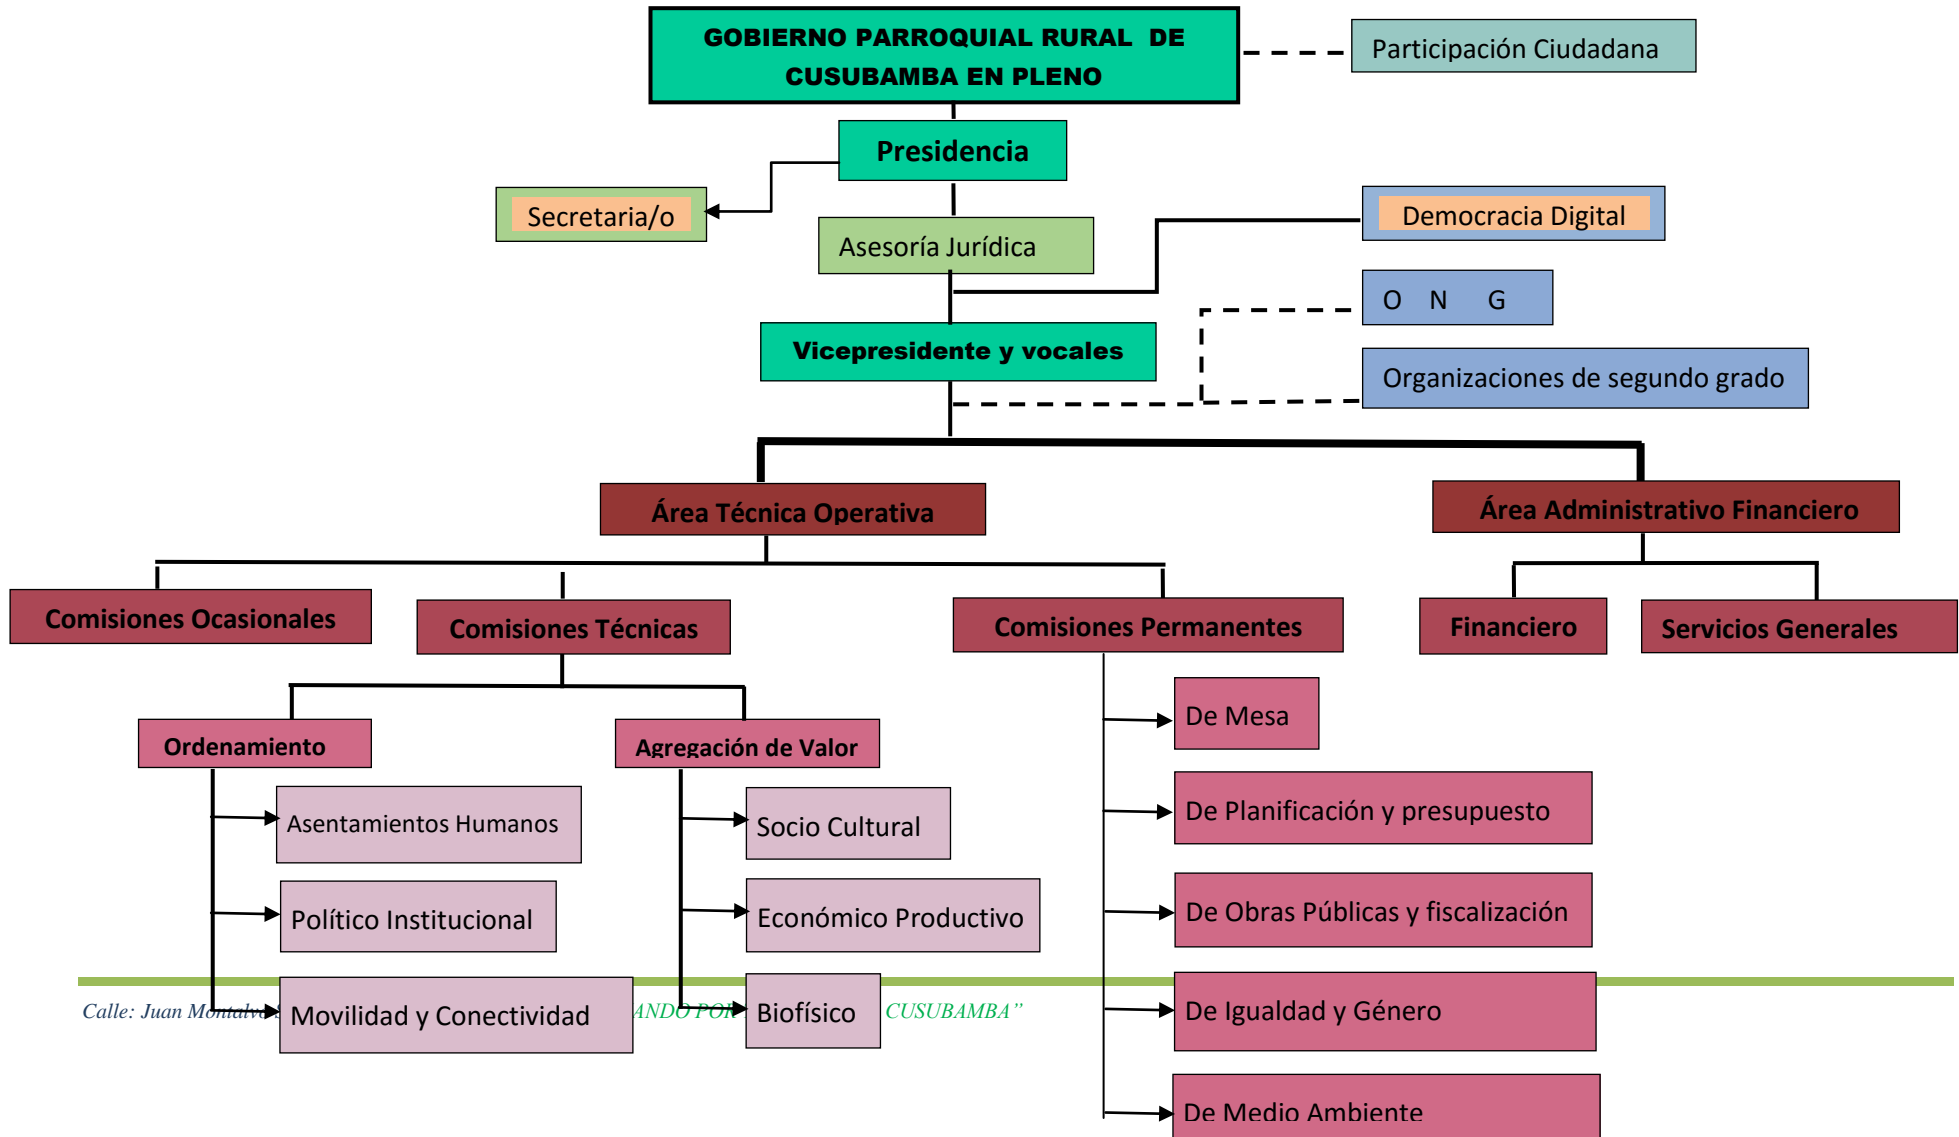 GOBIERNO PARROQUIAL RURAL DE
CUSUBAMBA EN PLENO
Participación Ciudadana
Presidencia
Secretaria/o
Democracia Digital
Asesoría Jurídica
O N G
Vicepresidente y vocales
Organizaciones de segundo grado
Área Técnica Operativa
Área Administrativo Financiero
Comisiones Ocasionales
Comisiones Técnicas
Comisiones Permanentes
Financiero
Servicios Generales
Ordenamiento
Agregación de Valor
De Mesa
Asentamientos Humanos
Socio Cultural
De Planificación y presupuesto
Político Institucional
Económico Productivo
De Obras Públicas y fiscalización
Calle: Juan Montalvo
Movilidad y Conectividad
ANDO POR
Biofísico
CUSUBAMBA”
De Igualdad y Género
De Medio Ambiente